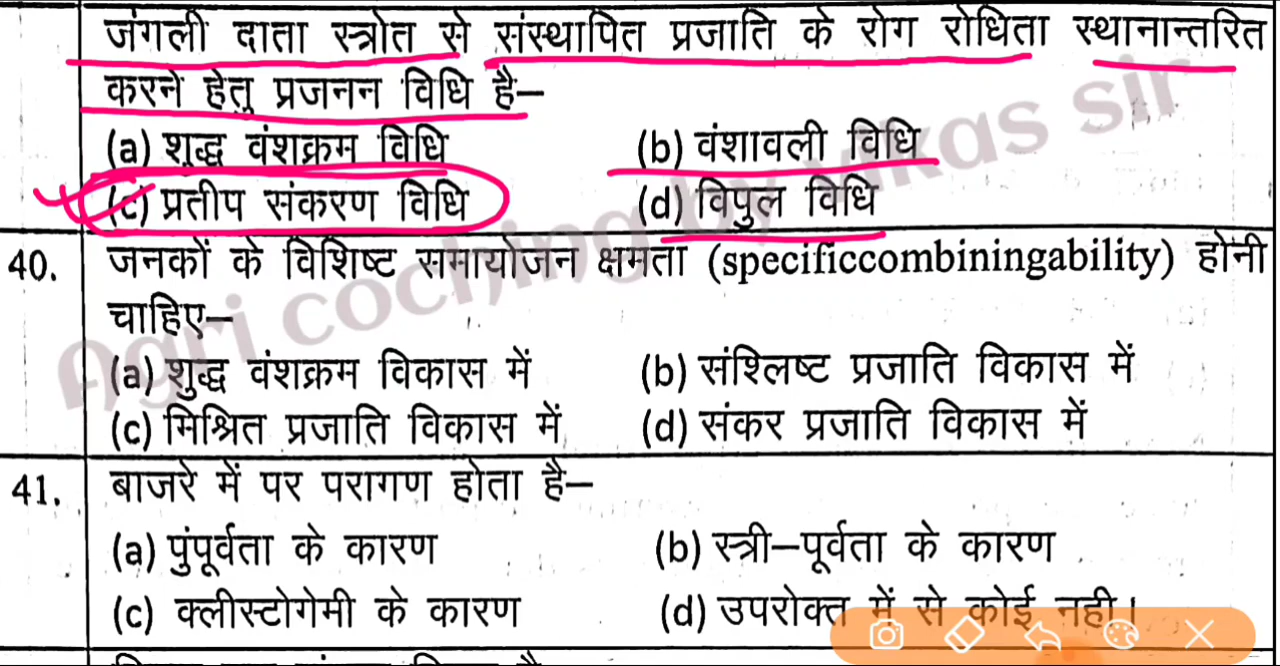 जंगली दाता स्त्रोत से संस्थापित प्रजाति के रोग रोधिता स्थानान्तरित
करने हेतु प्रजनन विधि है–
(a) शुद्ध वंशक्रम विधि (b) वंशावली विधि
(c) प्रतीप संकरण विधि (d) विपुल विधि
40. जनकों के विशिष्ट समायोजन क्षमता (specificcombiningability) होनी
चाहिए–
(a) शुद्ध वंशक्रम विकास में (b) संश्लिष्ट प्रजाति विकास में
(c) मिश्रित प्रजाति विकास में (d) संकर प्रजाति विकास में
41. बाजरे में पर परागण होता है–
(a) पुंपूर्वता के कारण (b) स्त्री–पूर्वता के कारण
(c) क्लीस्टोगेमी के कारण (d) उपरोक्त में से कोई नही।
Agri coching by vikas sir